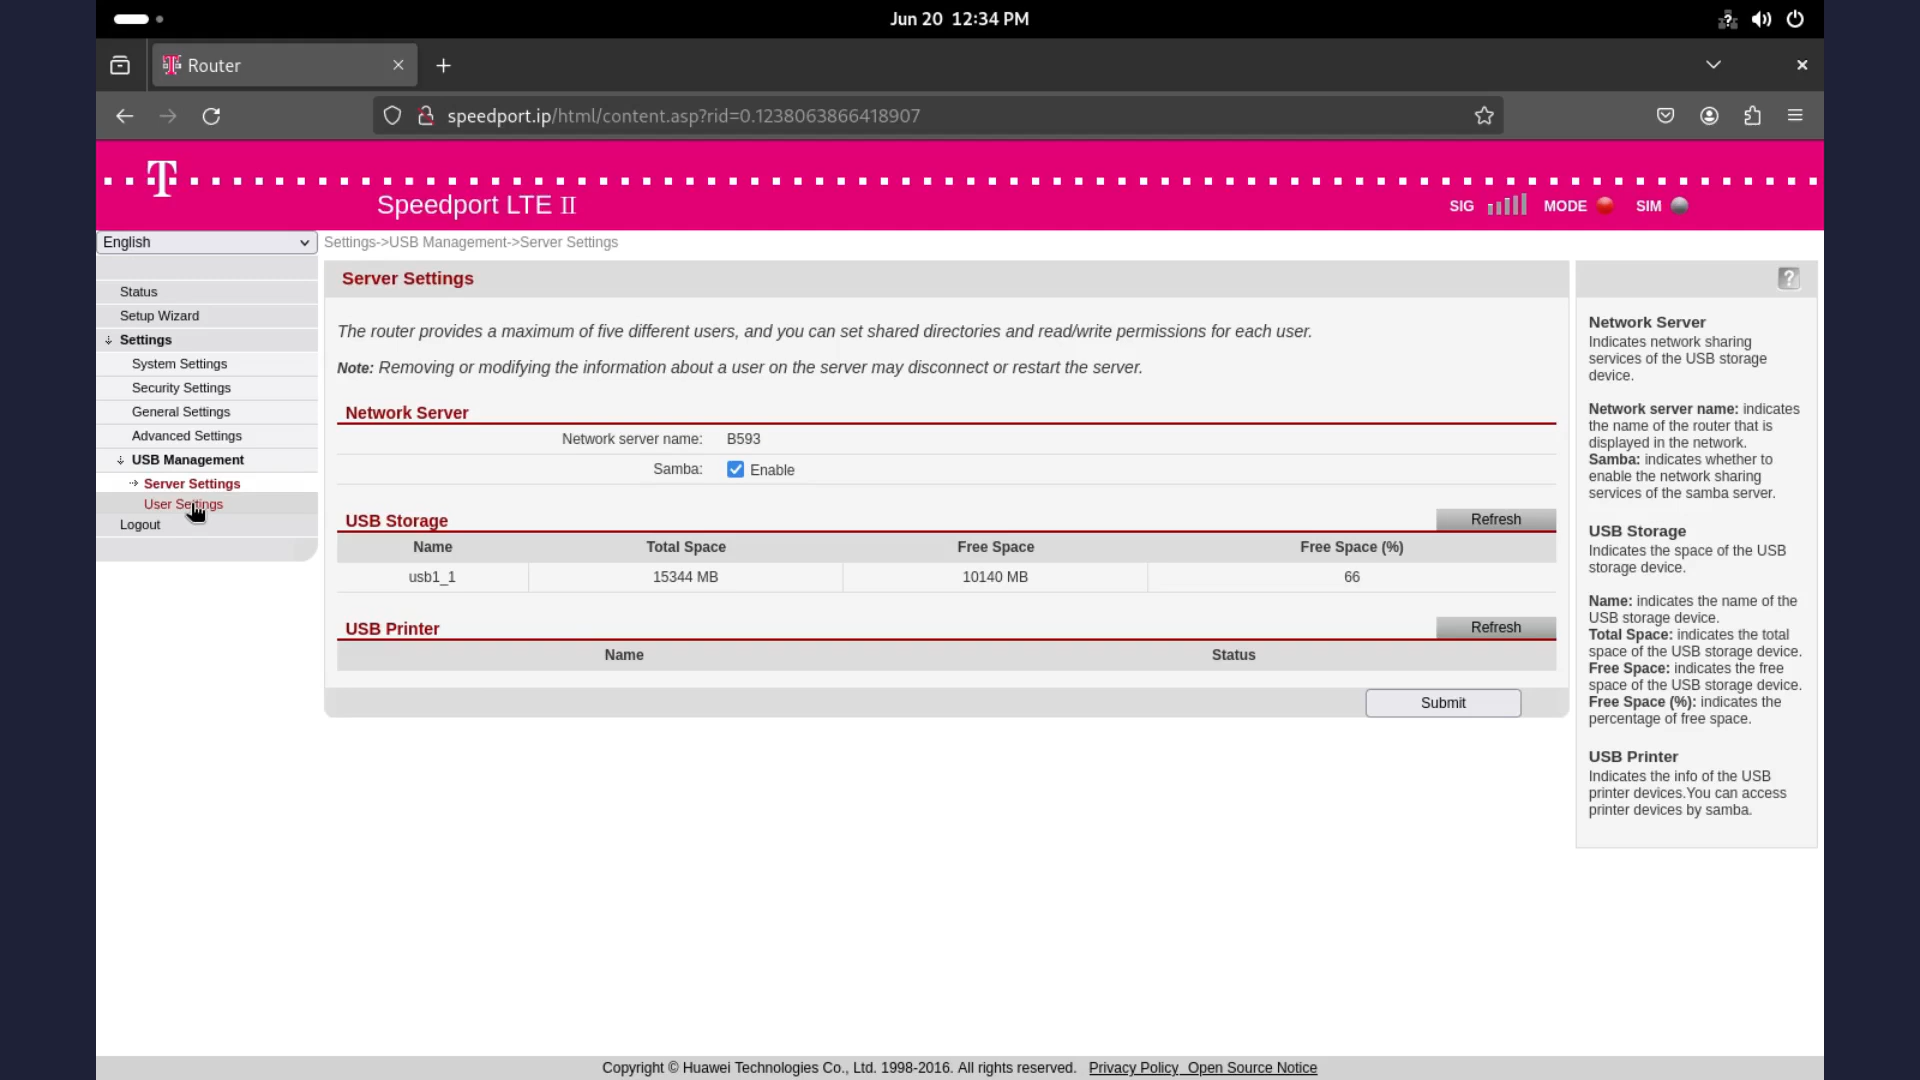 Jun 20 12:34 PM
Router
speedport.ip/html/content.asp?rid=0.1238063866418907
T
Speedport LTE II
SIG
MODE
SIM
English
Settings->USB Management->Server Settings
Status
Setup Wizard
Settings
System Settings
Security Settings
General Settings
Advanced Settings
USB Management
Server Settings
User Settings
Logout
Server Settings
The router provides a maximum of five different users, and you can set shared directories and read/write permissions for each user.
Note: Removing or modifying the information about a user on the server may disconnect or restart the server.
Network Server
Network server name: B593
Samba: Enable
USB Storage Refresh
Name Total Space Free Space Free Space (%)
usb1_1 15344 MB 10140 MB 66
USB Printer Refresh
Name Status
Submit
?
Network Server
Indicates network sharing
services of the USB storage
device.
Network server name: indicates
the name of the router that is
displayed in the network.
Samba: indicates whether to
enable the network sharing
services of the samba server.
USB Storage
Indicates the space of the USB
storage device.
Name: indicates the name of the
USB storage device.
Total Space: indicates the total
space of the USB storage device.
Free Space: indicates the free
space of the USB storage device.
Free Space (%): indicates the
percentage of free space.
USB Printer
Indicates the info of the USB
printer devices.You can access
printer devices by samba.
Copyright © Huawei Technologies Co., Ltd. 1998-2016. All rights reserved. Privacy Policy Open Source Notice